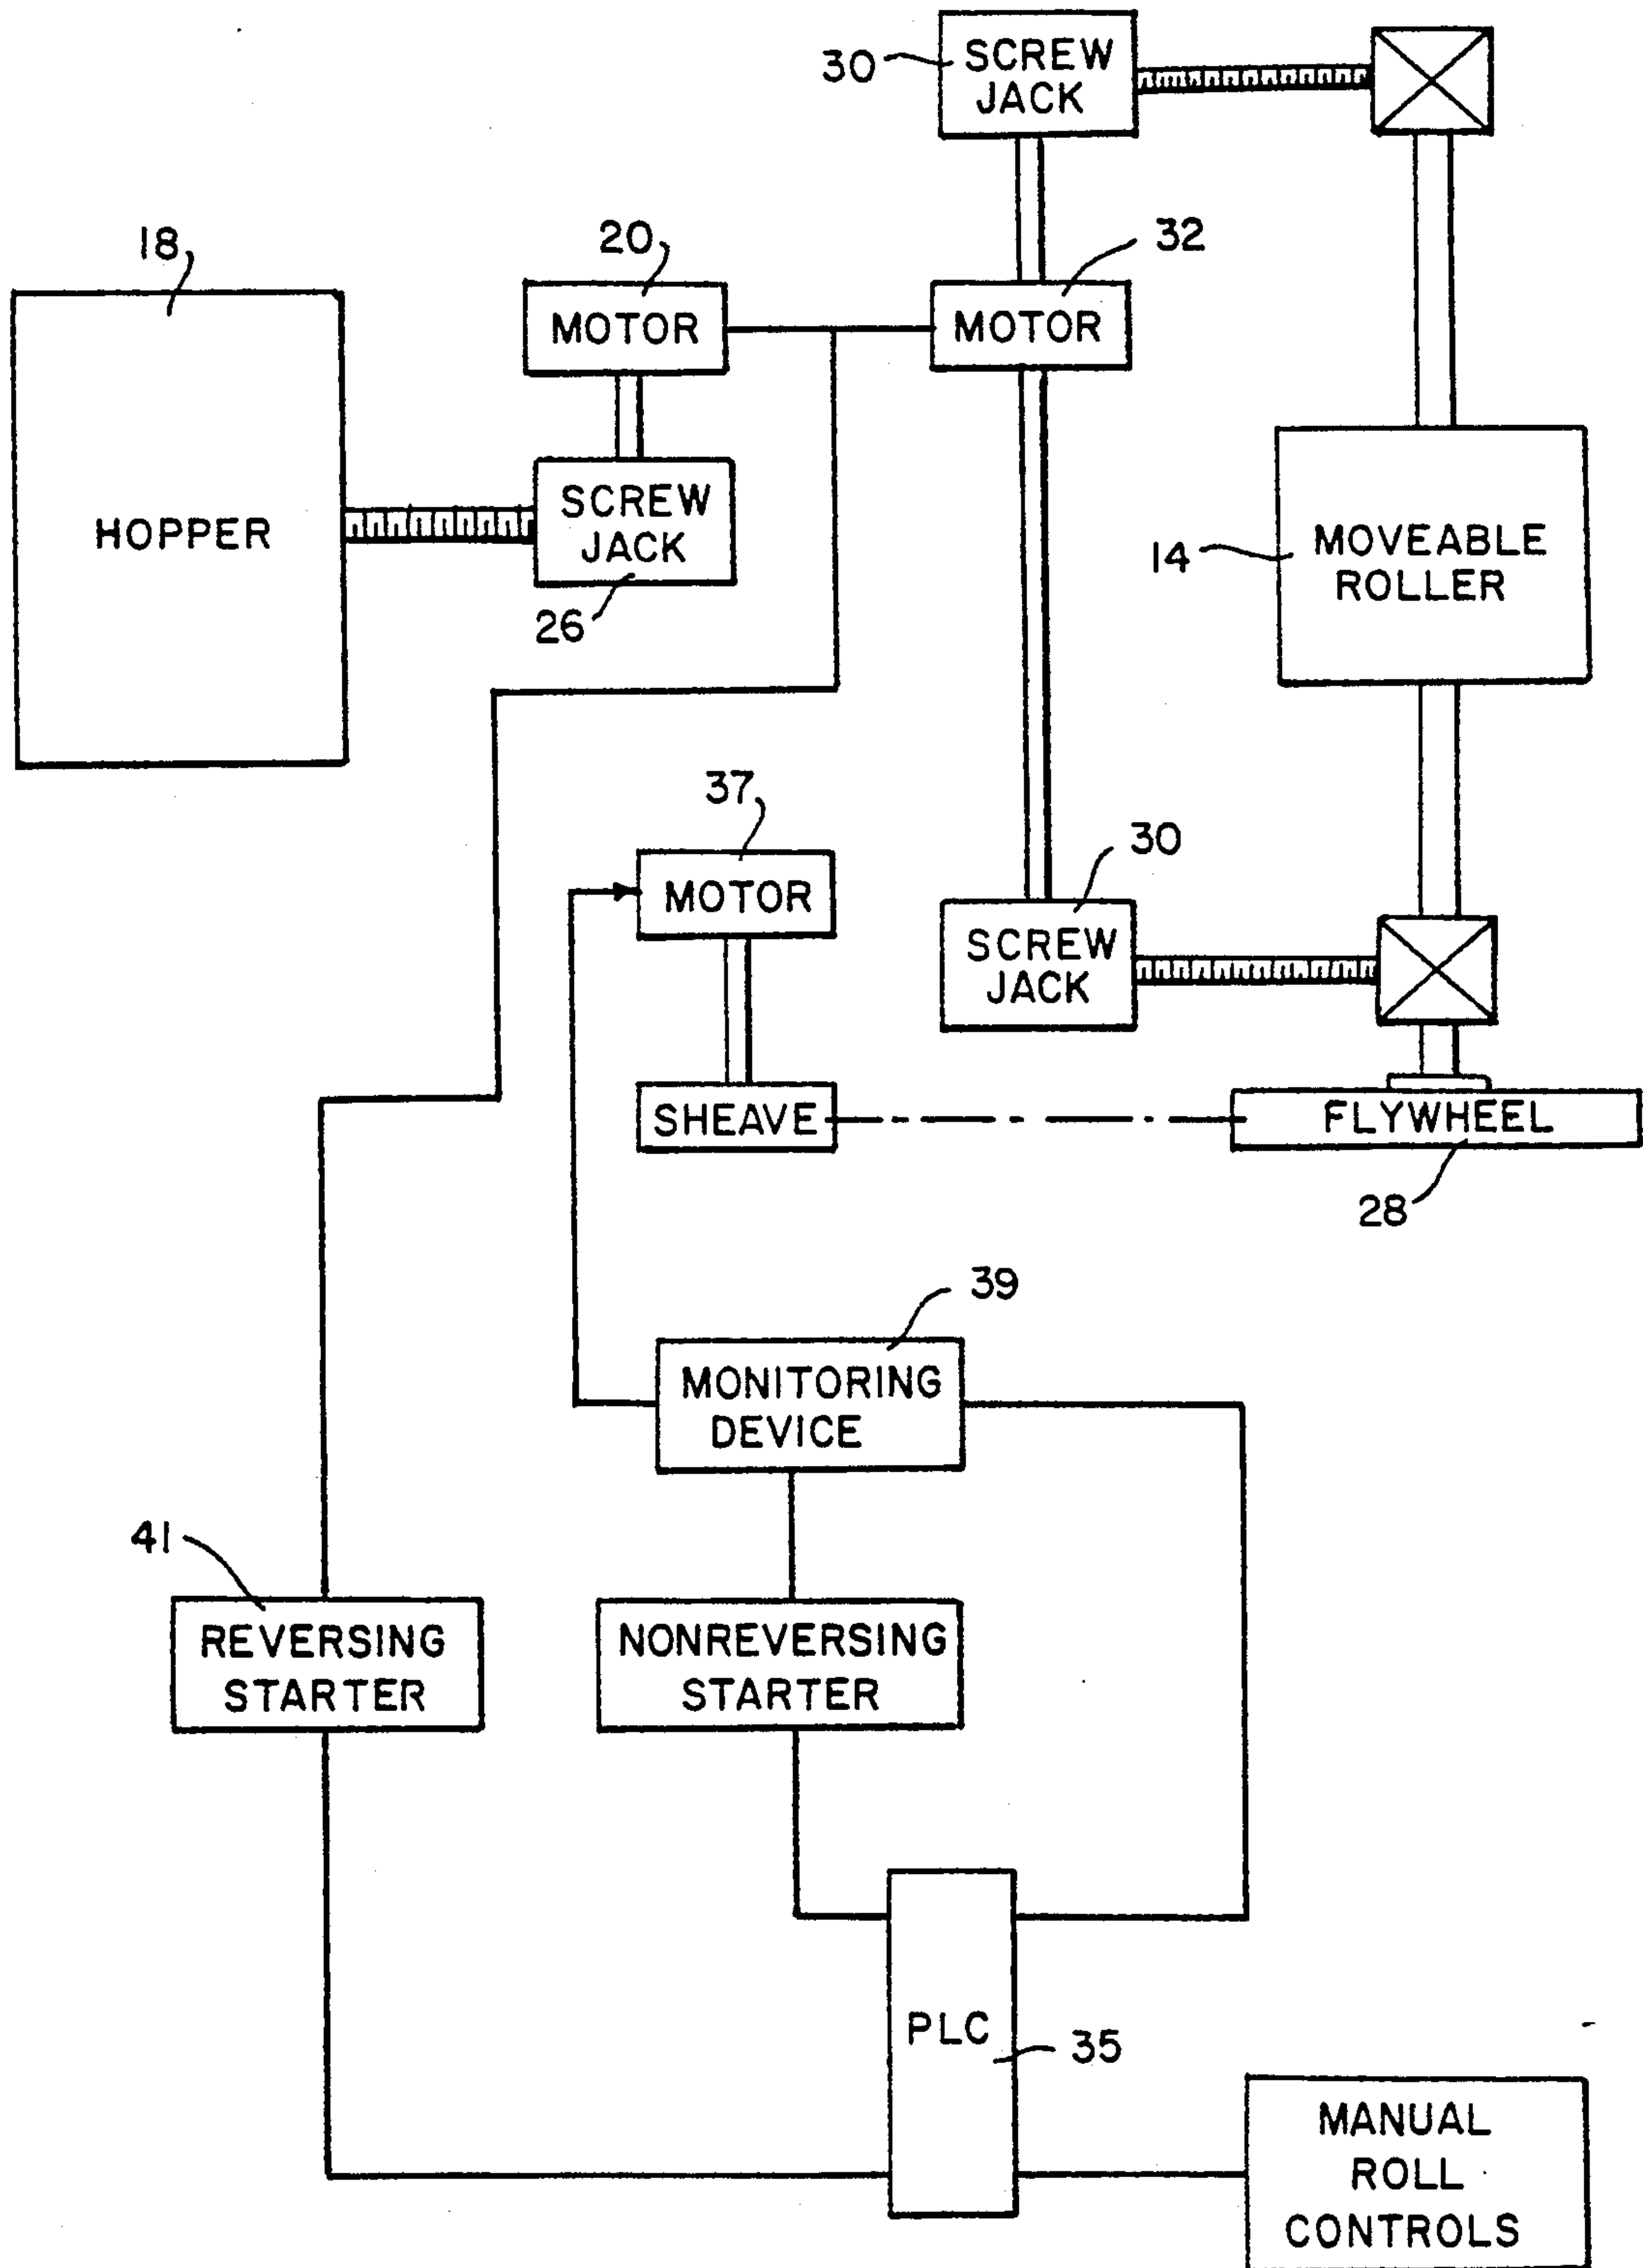 30
SCREW
JACK
18
20
32
MOTOR
MOTOR
HOPPER
SCREW
JACK
26
14
MOVEABLE
ROLLER
37
MOTOR
30
SCREW
JACK
SHEAVE
FLYWHEEL
28
39
MONITORING
DEVICE
41
REVERSING
STARTER
NONREVERSING
STARTER
PLC
35
MANUAL
ROLL
CONTROLS